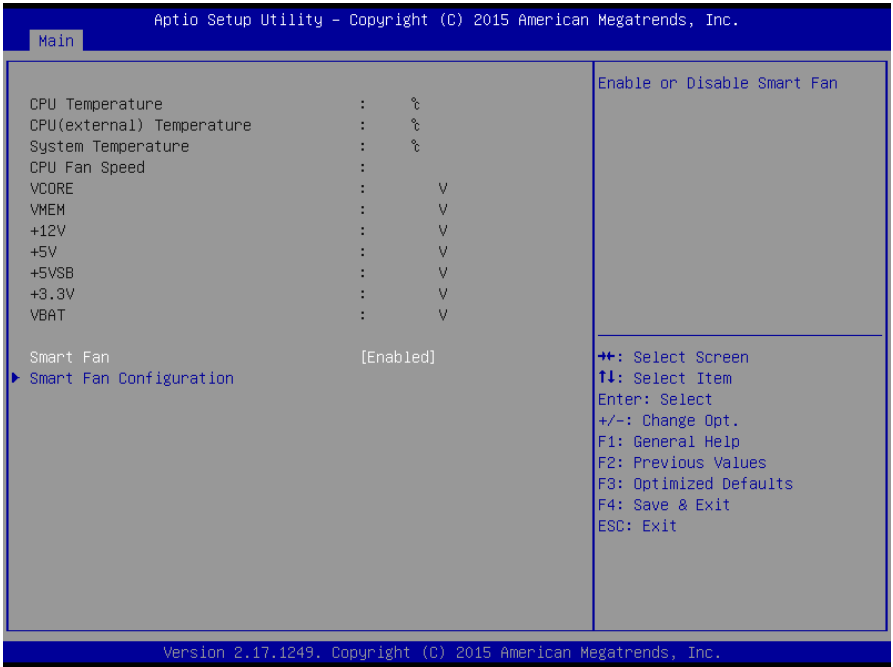 Aptio Setup Utility – Copyright (C) 2015 American Megatrends, Inc.
Main
CPU Temperature : ℃
CPU(external) Temperature : ℃
System Temperature : ℃
CPU Fan Speed :
VCORE : V
VMEM : V
+12V : V
+5V : V
+5VSB : V
+3.3V : V
VBAT : V
Smart Fan [Enabled]
▶ Smart Fan Configuration
Enable or Disable Smart Fan
→←: Select Screen
↑↓: Select Item
Enter: Select
+/-: Change Opt.
F1: General Help
F2: Previous Values
F3: Optimized Defaults
F4: Save & Exit
ESC: Exit
Version 2.17.1249. Copyright (C) 2015 American Megatrends, Inc.